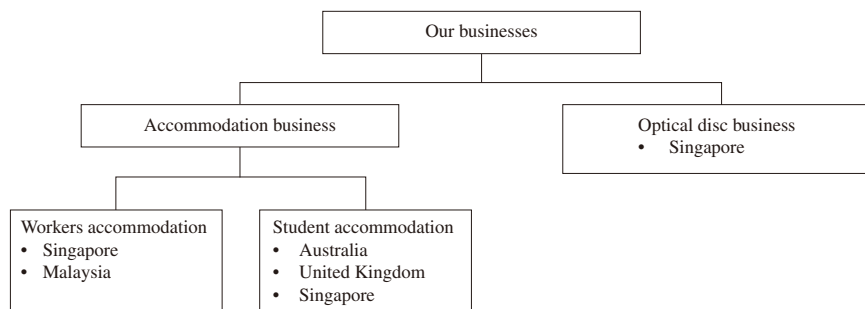 Our businesses
Accommodation business
Optical disc business
• Singapore
Workers accommodation
• Singapore
• Malaysia
Student accommodation
• Australia
• United Kingdom
• Singapore